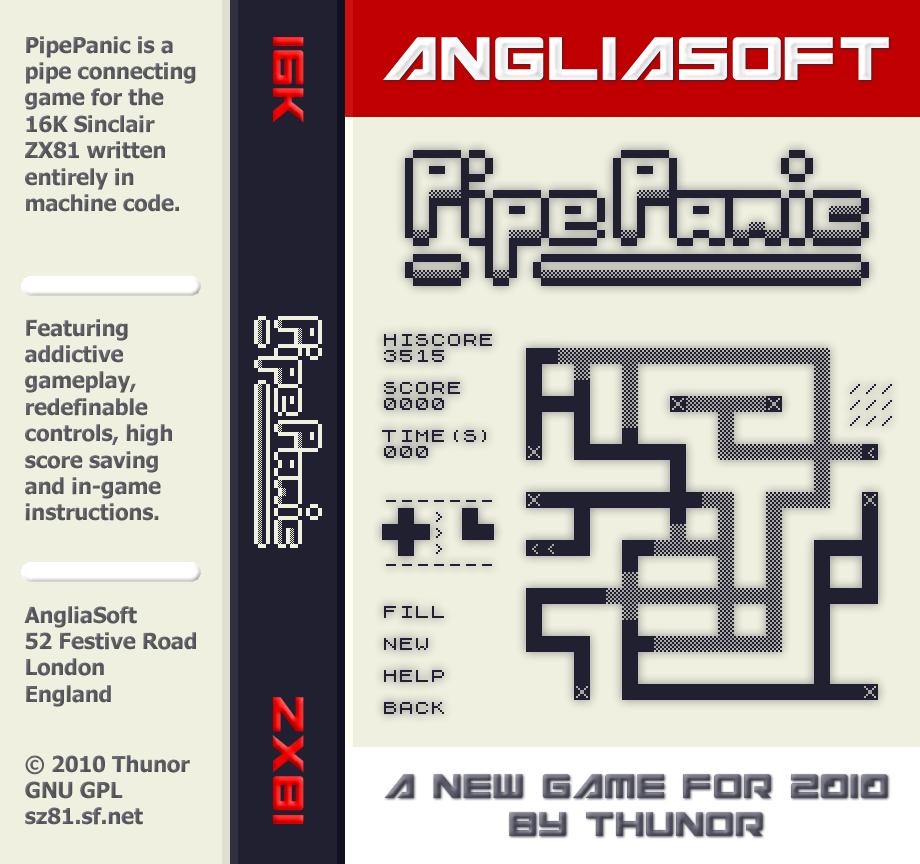 PipePanic is a
pipe connecting
game for the
16K Sinclair
ZX81 written
entirely in
machine code.
Featuring
addictive
gameplay,
redefinable
controls, high
score saving
and in-game
instructions.
AngliaSoft
52 Festive Road
London
England
© 2010 Thunor
GNU GPL
sz81.sf.net
16K
PipePanic
ZX81
ANGLIASOFT
PipePanic
HISCORE
3515
SCORE
0000
TIME(S)
000
FILL
NEW
HELP
BACK
A NEW GAME FOR 2010
BY THUNOR